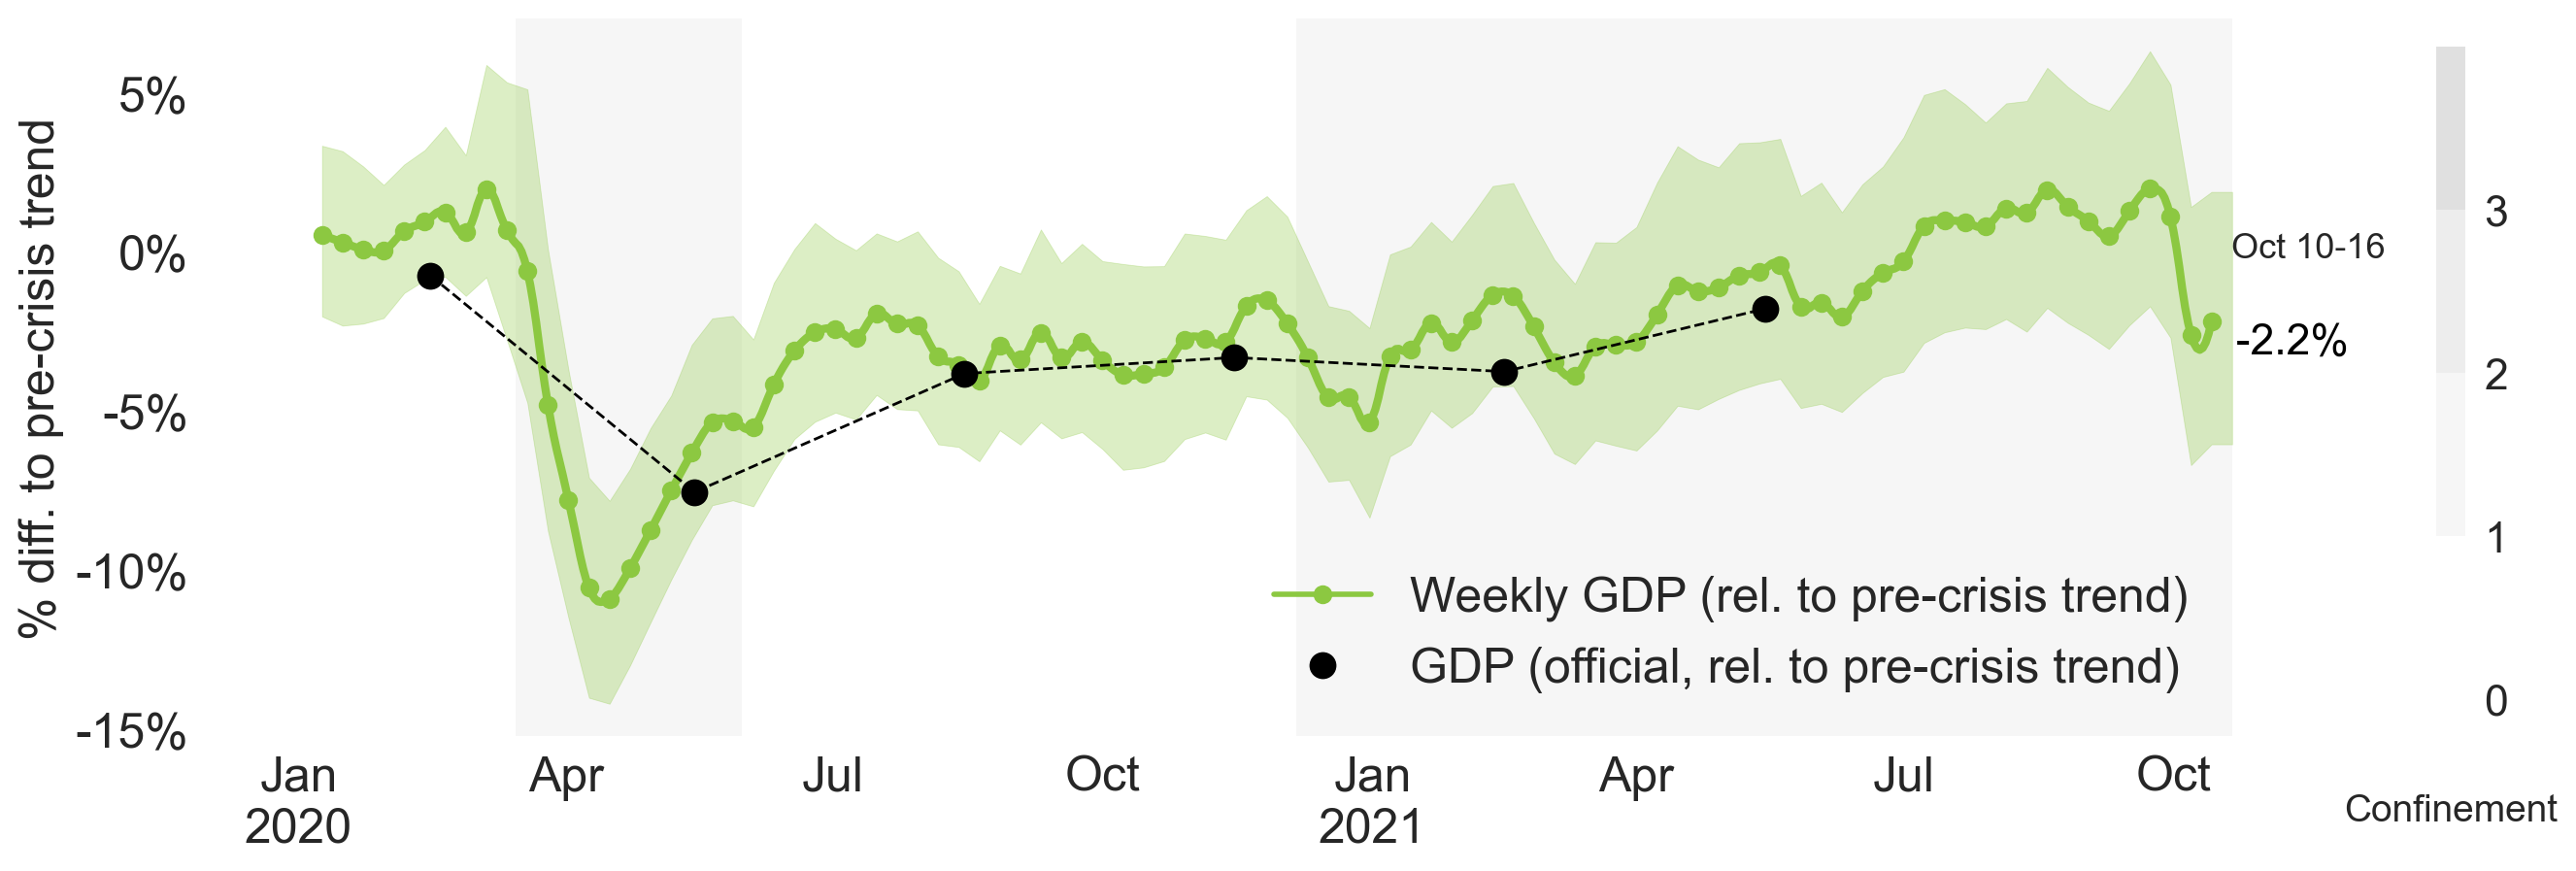 % diff. to pre-crisis trend
5%
0%
-5%
-10%
-15%
Jan
2020
Apr
Jul
Oct
Jan
2021
Apr
Jul
Oct
Weekly GDP (rel. to pre-crisis trend)
GDP (official, rel. to pre-crisis trend)
Oct 10-16
-2.2%
3
2
1
0
Confinement